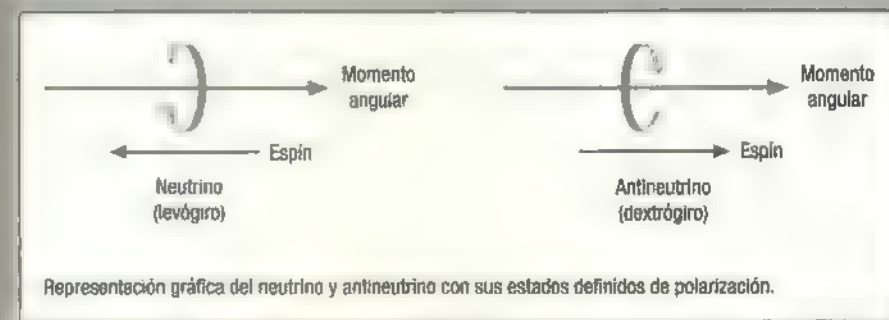 Momento
angular
Espín
Neutrino
(levógiro)
Momento
angular
Espín
Antineutrino
(dextrógiro)
Representación gráfica del neutrino y antineutrino con sus estados definidos de polarización.